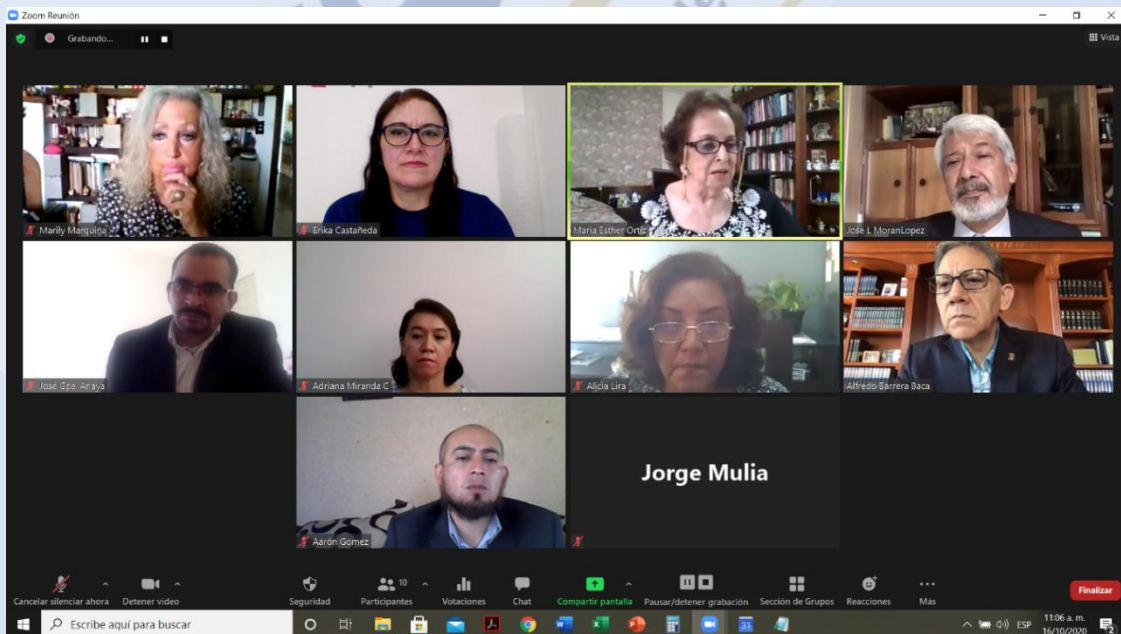 Zoom Reunión
Grabando...
Vista
Marily Marquina
Erika Castañeda
Maria Esther Ortiz
Jose L MoranLopez
José Gpe. Anaya
Adriana Miranda C
Alicia Lira
Alfredo Barrera Baca
Aarón Gomez
Jorge Mulia
Cancelar silenciar ahora
Detener video
Seguridad
10
Participantes
Votaciones
Chat
Compartir pantalla
Pausar/detener grabación
Sección de Grupos
Reacciones
Más
Finalizar
Escribe aquí para buscar
ESP
11:06 a. m.
16/10/2020
2